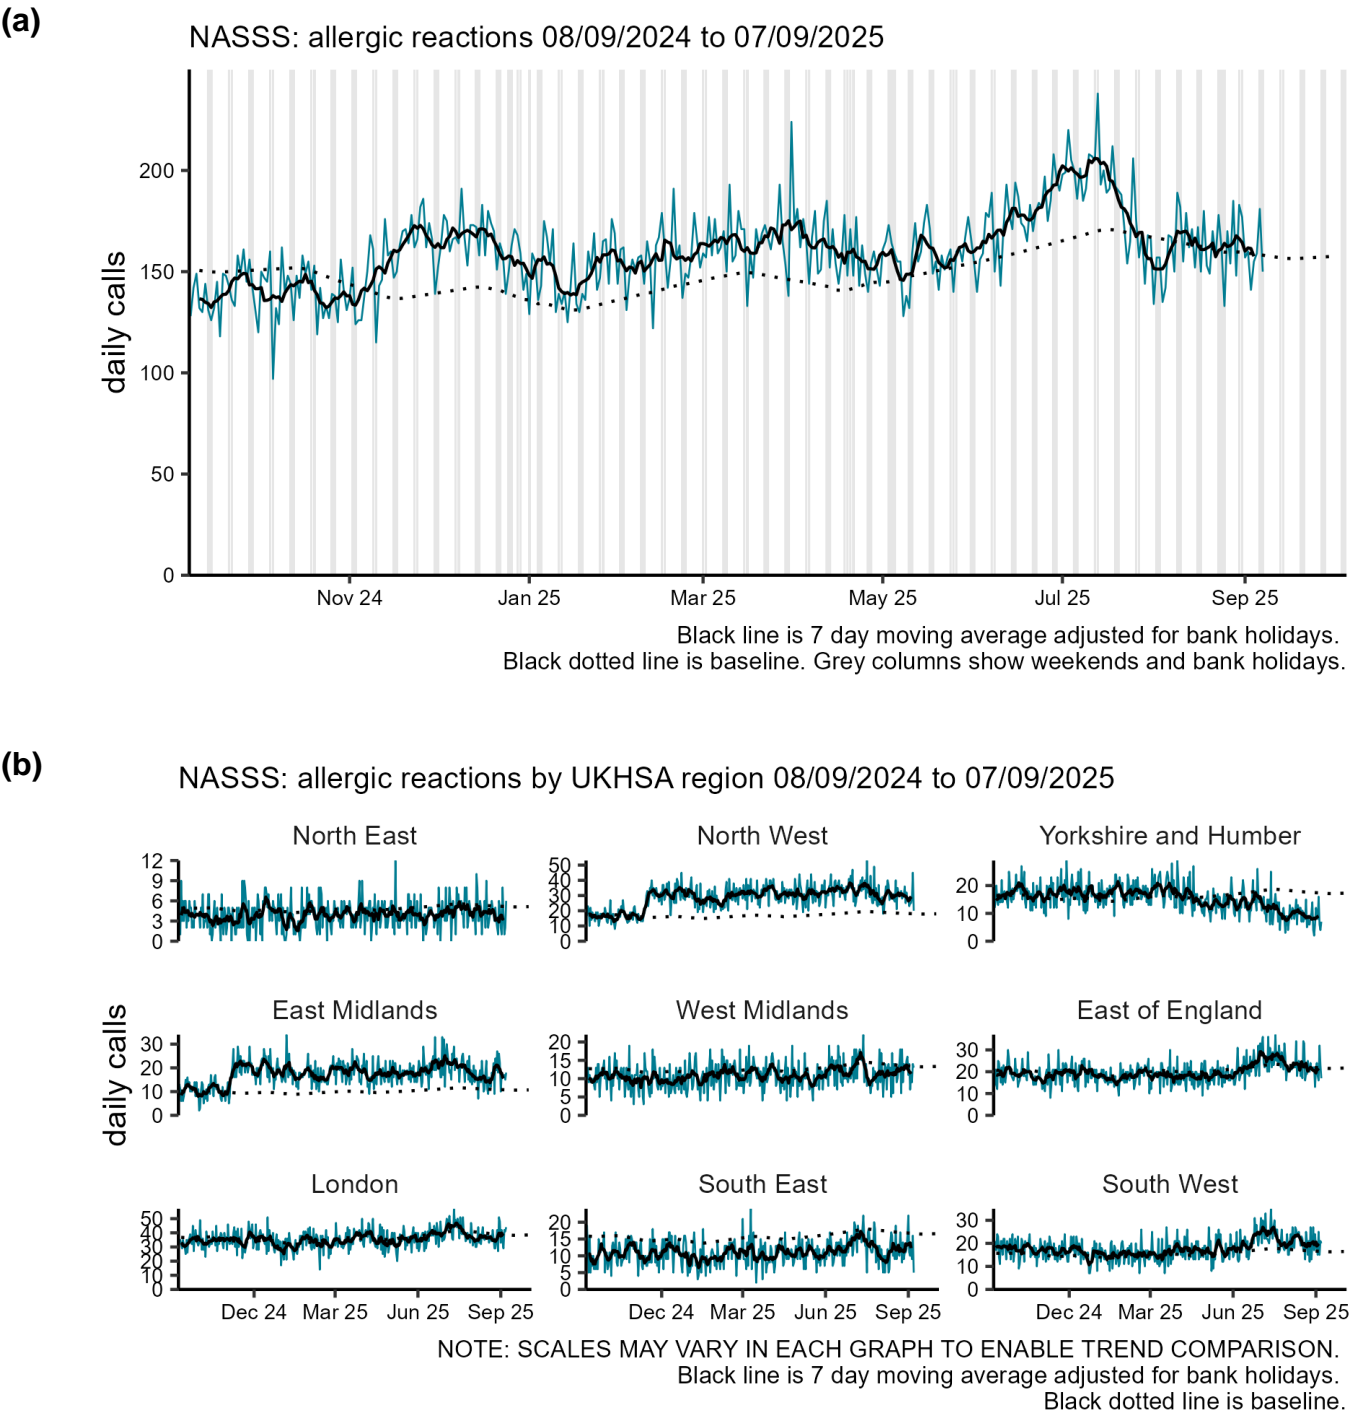 (a)
NASSS: allergic reactions 08/09/2024 to 07/09/2025
daily calls
200
150
100
50
0
Nov 24 Jan 25 Mar 25 May 25 Jul 25 Sep 25
Black line is 7 day moving average adjusted for bank holidays.
Black dotted line is baseline. Grey columns show weekends and bank holidays.
(b)
NASSS: allergic reactions by UKHSA region 08/09/2024 to 07/09/2025
daily calls
North East North West Yorkshire and Humber
12 50
9 40 20
6 30
3 20 10
0 10 0
0
East Midlands West Midlands East of England
30 20 30
20 15 20
10 10 10
0 5 0
0
London South East South West
50 20 30
40 15 20
30 10 10
20 5 0
10 0
0
Dec 24 Mar 25 Jun 25 Sep 25 Dec 24 Mar 25 Jun 25 Sep 25 Dec 24 Mar 25 Jun 25 Sep 25
NOTE: SCALES MAY VARY IN EACH GRAPH TO ENABLE TREND COMPARISON.
Black line is 7 day moving average adjusted for bank holidays.
Black dotted line is baseline.